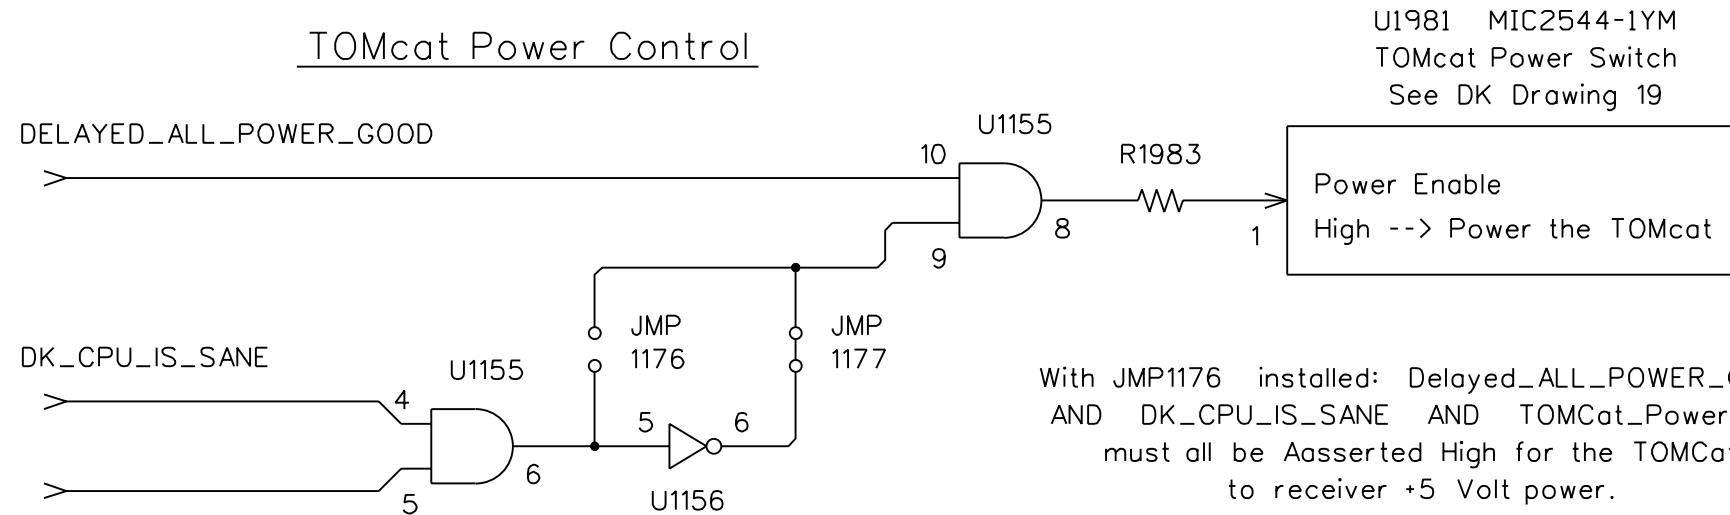 TOMcat Power Control
U1981 MIC2544-1YM
TOMcat Power Switch
See DK Drawing 19
DELAYED_ALL_POWER_GOOD
U1155
10
R1983
Power Enable
High --> Power the TOMcat
8
1
9
JMP
1176
JMP
1177
DK_CPU_IS_SANE
U1155
4
5
6
U1156
6
5
With JMP1176 installed: Delayed_ALL_POWER_
AND DK_CPU_IS_SANE AND TOMCat_Power
must all be Aasserted High for the TOMCat
to receiver +5 Volt power.